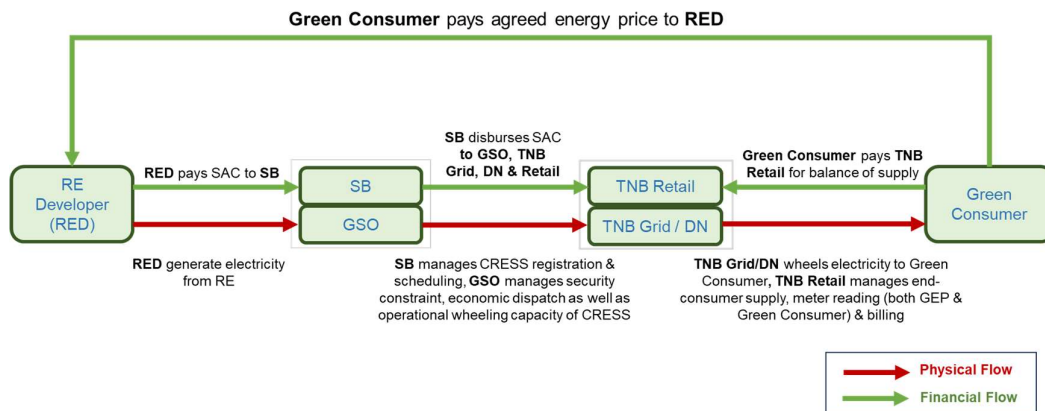 Green Consumer pays agreed energy price to RED
SB disburses SAC
to GSO, TNB
Grid, DN & Retail
RED pays SAC to SB
Green Consumer pays TNB
Retail for balance of supply
RE
Developer
(RED)
SB
GSO
TNB Retail
TNB Grid / DN
Green
Consumer
RED generate electricity
from RE
SB manages CRESS registration &
scheduling, GSO manages security
constraint, economic dispatch as well as
operational wheeling capacity of CRESS
TNB Grid/DN wheels electricity to Green
Consumer, TNB Retail manages end-
consumer supply, meter reading (both GEP &
Green Consumer) & billing
Physical Flow
Financial Flow